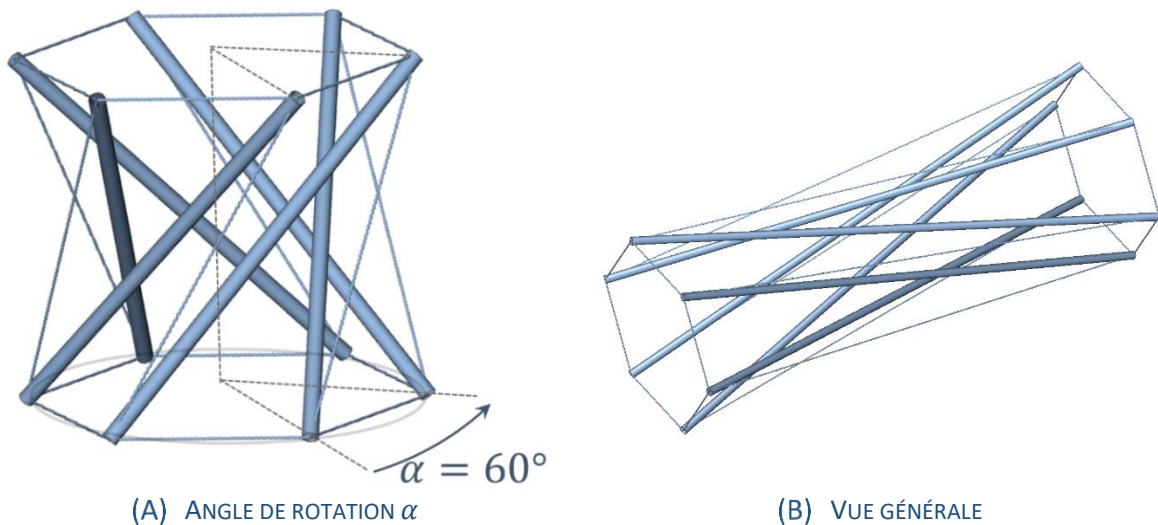 α = 60°
(A) ANGLE DE ROTATION α
(B) VUE GÉNÉRALE